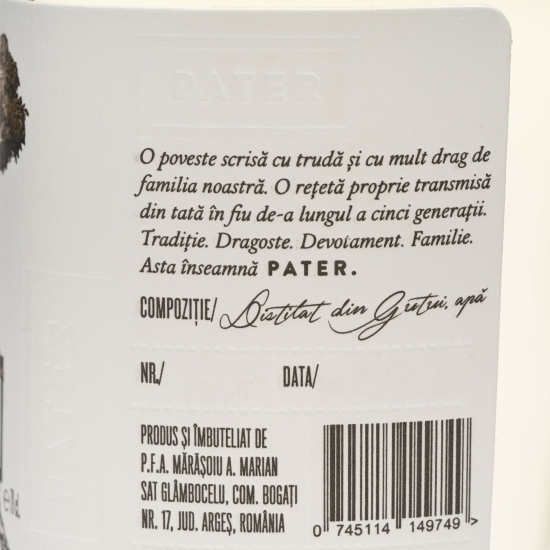 PATER
O poveste scrisă cu trudă și cu mult drag de
familia noastră. O rețetă proprie transmisă
din tată în fiu de-a lungul a cinci generații.
Tradiție. Dragoste. Devotament. Familie.
Asta înseamnă PATER.
COMPOZIȚIE/ Distilat din Gutui, apă
NR./ DATA/
PRODUS ȘI ÎMBUTELIAT DE
P.F.A. MĂRĂȘOIU A. MARIAN
SAT GLÂMBOCELU, COM. BOGAȚI
NR. 17, JUD. ARGEȘ, ROMÂNIA
0 745114 149749 >
PATER